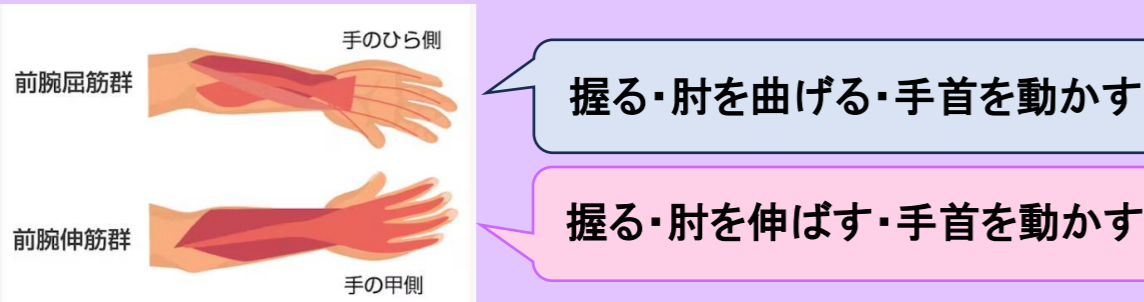 手のひら側
前腕屈筋群
握る・肘を曲げる・手首を動かす
握る・肘を伸ばす・手首を動かす
前腕伸筋群
手の甲側